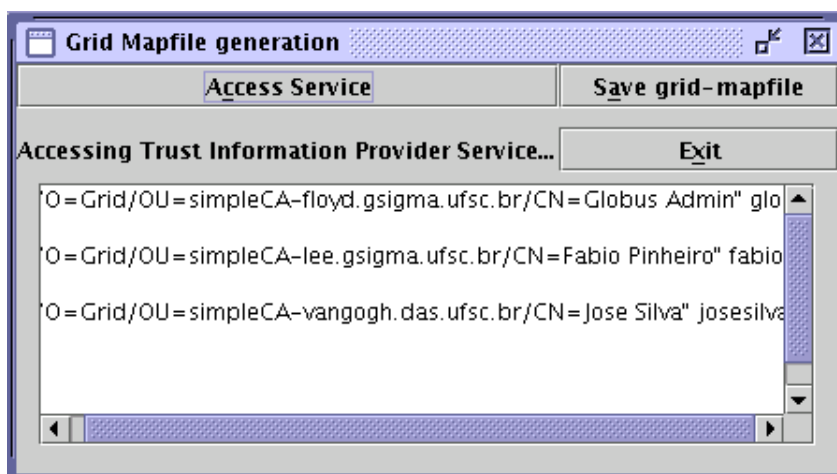 Grid Mapfile generation
Access Service
Save grid-mapfile
Accessing Trust Information Provider Service...
Exit
"O=Grid/OU=simpleCA-floyd.gsigma.ufsc.br/CN=Globus Admin" glo
"O=Grid/OU=simpleCA-lee.gsigma.ufsc.br/CN=Fabio Pinheiro" fabio
"O=Grid/OU=simpleCA-vangogh.das.ufsc.br/CN=Jose Silva" josesilva